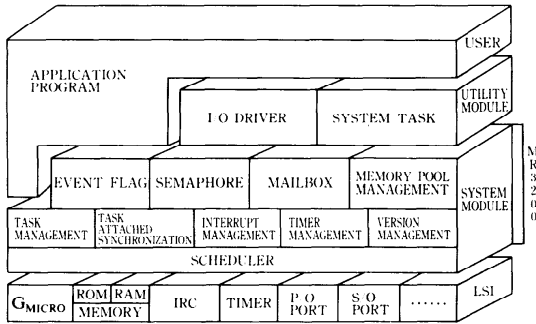 USER
APPLICATION
PROGRAM
UTILITY
MODULE
I O DRIVER
SYSTEM TASK
MR3200
EVENT FLAG
SEMAPHORE
MAILBOX
MEMORY POOL
MANAGEMENT
SYSTEM
MODULE
TASK
MANAGEMENT
TASK
ATTACHED
SYNCHRONIZATION
INTERRUPT
MANAGEMENT
TIMER
MANAGEMENT
VERSION
MANAGEMENT
SCHEDULER
LSI
GMICRO
ROM
RAM
MEMORY
IRC
TIMER
P O
PORT
S O
PORT
······